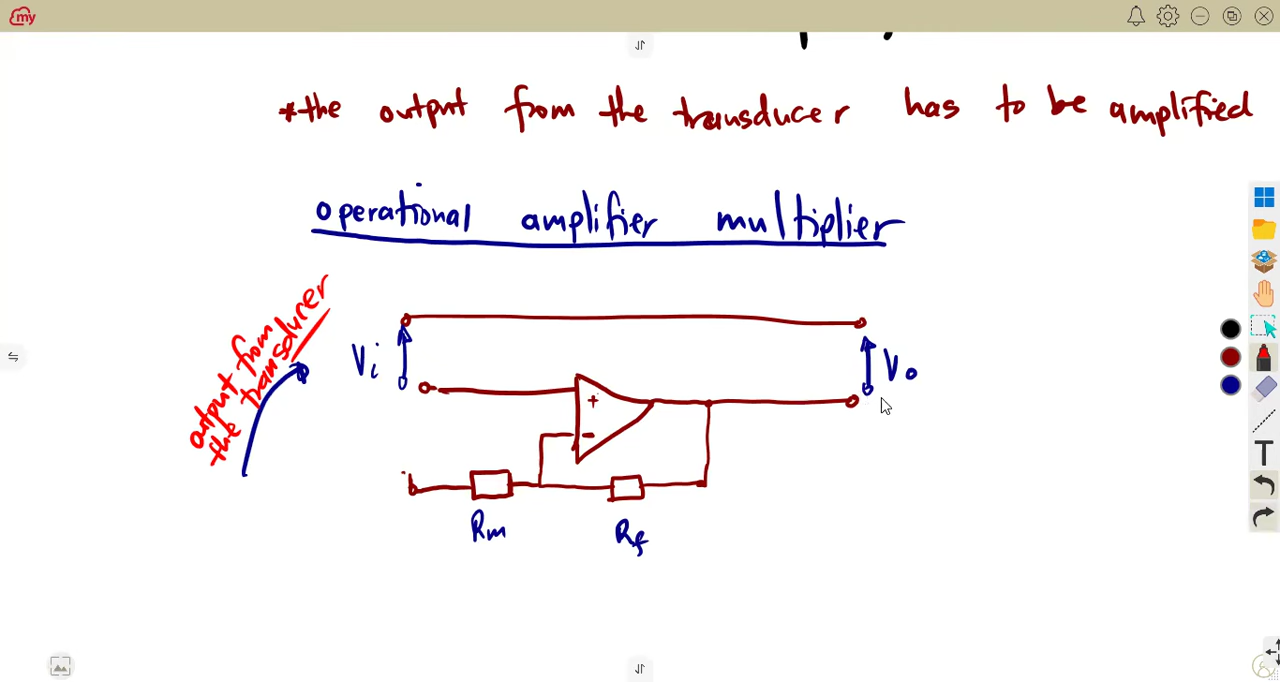 my
*the output from the transducer has to be amplified
operational amplifier multiplier
output from
the transducer
Vi
Vo
+
-
Rm
Rf
T